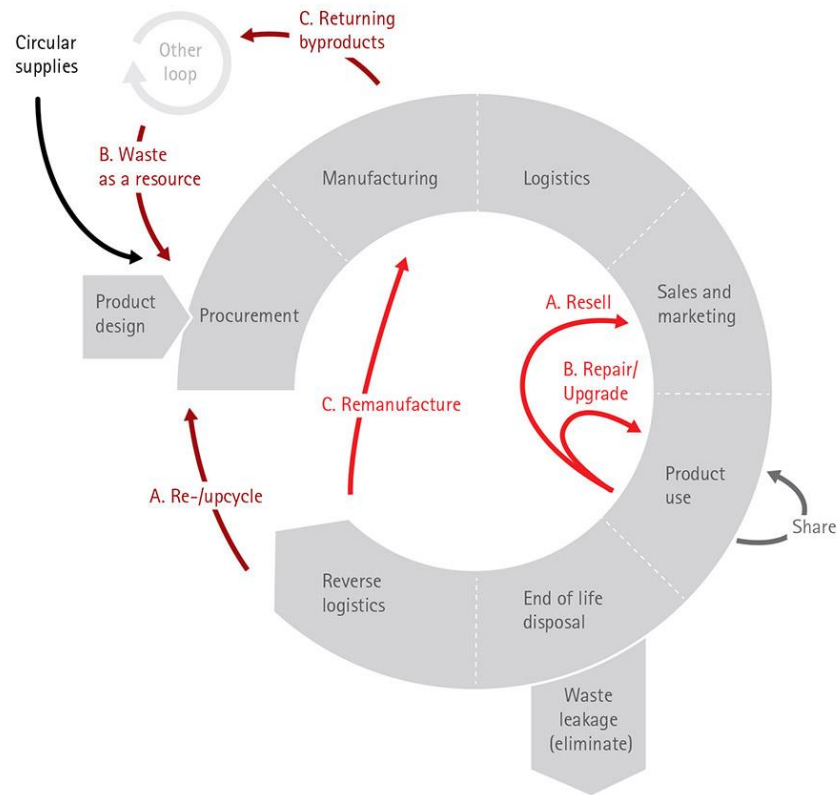 C. Returning
byproducts
Circular
supplies
Other
loop
B. Waste
as a resource
Manufacturing
Logistics
Product
design
Procurement
A. Resell
Sales and
marketing
B. Repair/
Upgrade
C. Remanufacture
A. Re-/upcycle
Product
use
Share
Reverse
logistics
End of life
disposal
Waste
leakage
(eliminate)